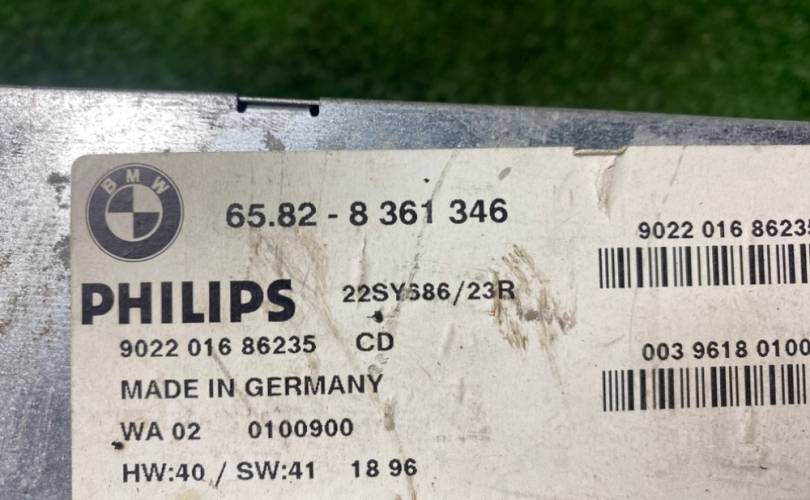 BMW
65.82 - 8 361 346
9022 016 8623
PHILIPS 22SY686/23R
9022 016 86235 CD
003 9618 0100
MADE IN GERMANY
WA 02 0100900
HW:40 / SW:41 18 96